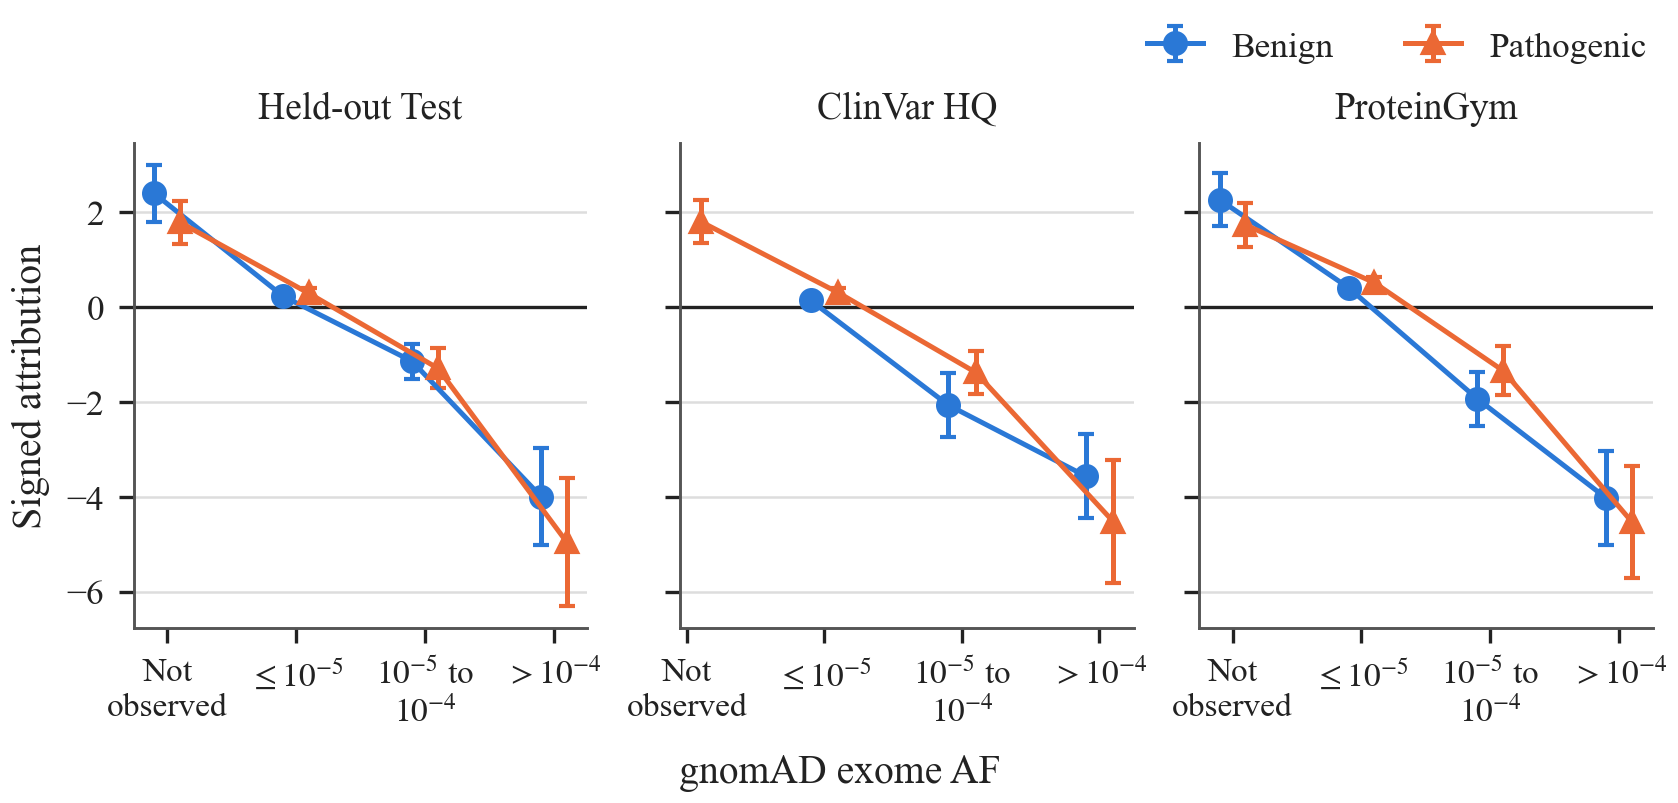 Benign Pathogenic
Held-out Test ClinVar HQ ProteinGym
Signed attribution
2
0
−2
−4
−6
Not observed ≤ 10⁻⁵ 10⁻⁵ to 10⁻⁴ > 10⁻⁴
Not observed ≤ 10⁻⁵ 10⁻⁵ to 10⁻⁴ > 10⁻⁴
Not observed ≤ 10⁻⁵ 10⁻⁵ to 10⁻⁴ > 10⁻⁴
gnomAD exome AF